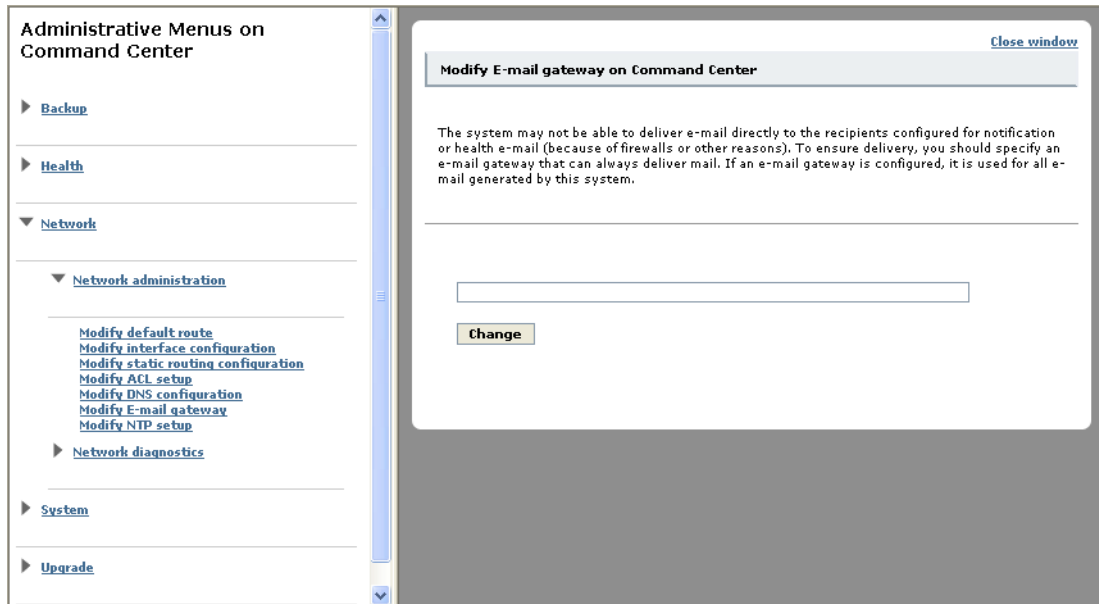 Administrative Menus on
Command Center
Backup
Health
Network
Network administration
Modify default route
Modify interface configuration
Modify static routing configuration
Modify ACL setup
Modify DNS configuration
Modify E-mail gateway
Modify NTP setup
Network diagnostics
System
Upgrade
Close window
Modify E-mail gateway on Command Center
The system may not be able to deliver e-mail directly to the recipients configured for notification
or health e-mail (because of firewalls or other reasons). To ensure delivery, you should specify an
e-mail gateway that can always deliver mail. If an e-mail gateway is configured, it is used for all e-
mail generated by this system.
Change